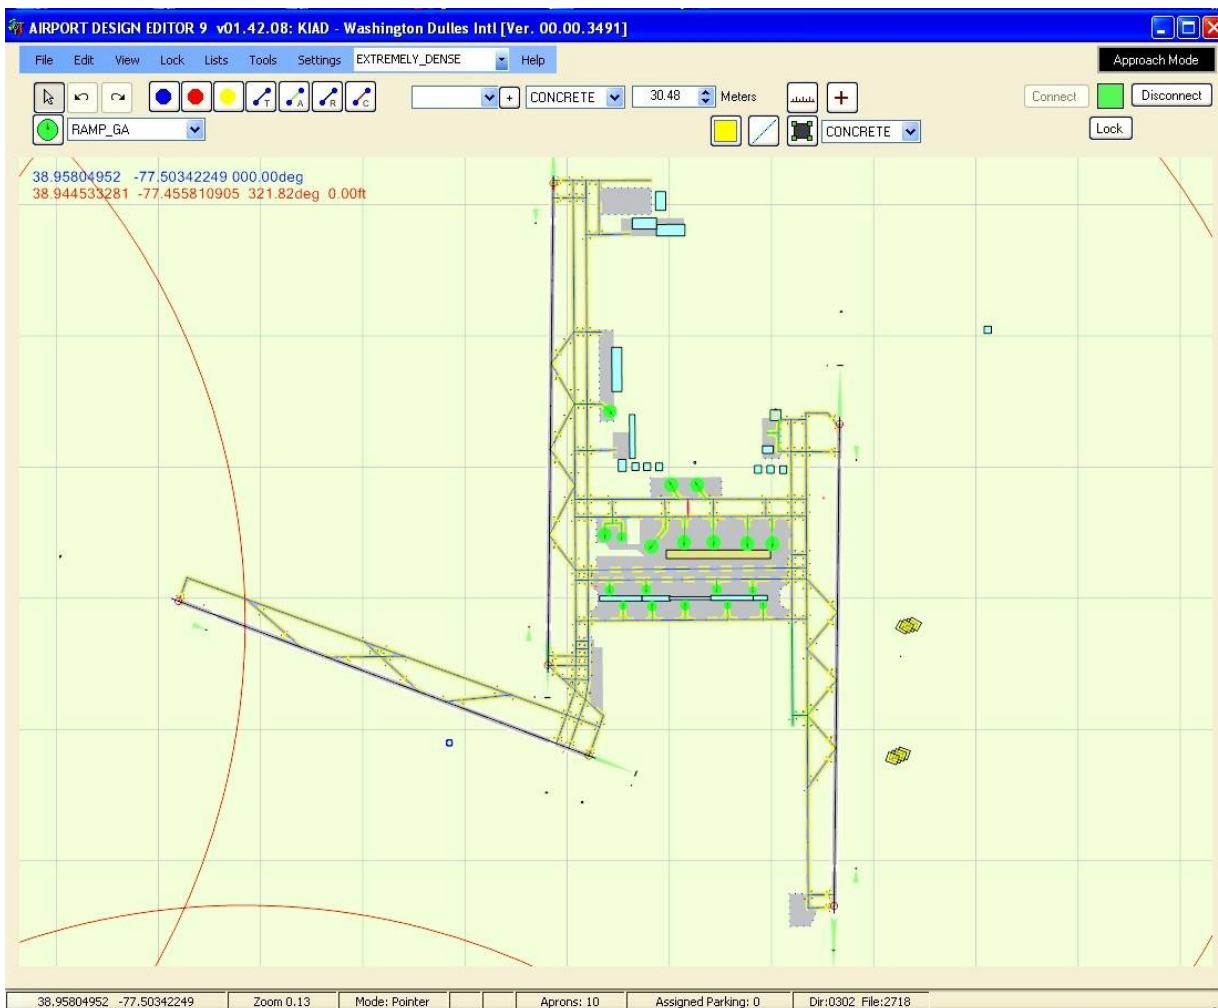 AIRPORT DESIGN EDITOR 9 v01.42.08: KIAD - Washington Dulles Intl [Ver. 00.00.3491]
File Edit View Lock Lists Tools Settings EXTREMELY_DENSE Help Approach Mode
T A R C + CONCRETE 30.48 Meters + Connect Disconnect
RAMP_GA CONCRETE Lock
38.95804952 -77.50342249 000.00deg
38.944533281 -77.455810905 321.82deg 0.00ft
38.95804952 -77.50342249 Zoom 0.13 Mode: Pointer Aprons: 10 Assigned Parking: 0 Dir:0302 File:2718